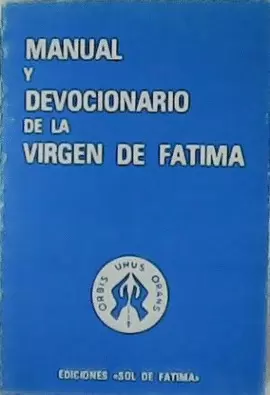 MANUAL
Y
DEVOCIONARIO
DE LA
VIRGEN DE FATIMA
ORBIS UNUS ORANS
EDICIONES «SOL DE FATIMA»